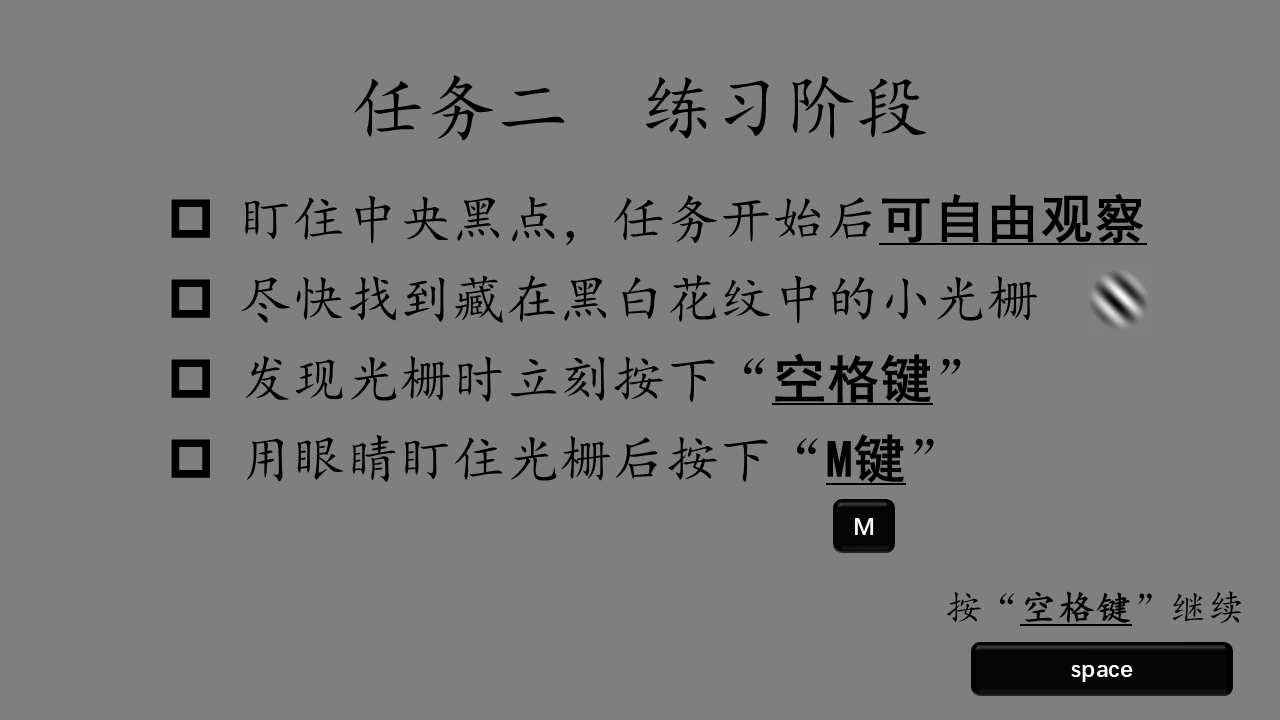 任务二 练习阶段
盯住中央黑点，任务开始后可自由观察
尽快找到藏在黑白花纹中的小光栅
发现光栅时立刻按下“空格键”
用眼睛盯住光栅后按下“M键”
M
按“空格键”继续
space